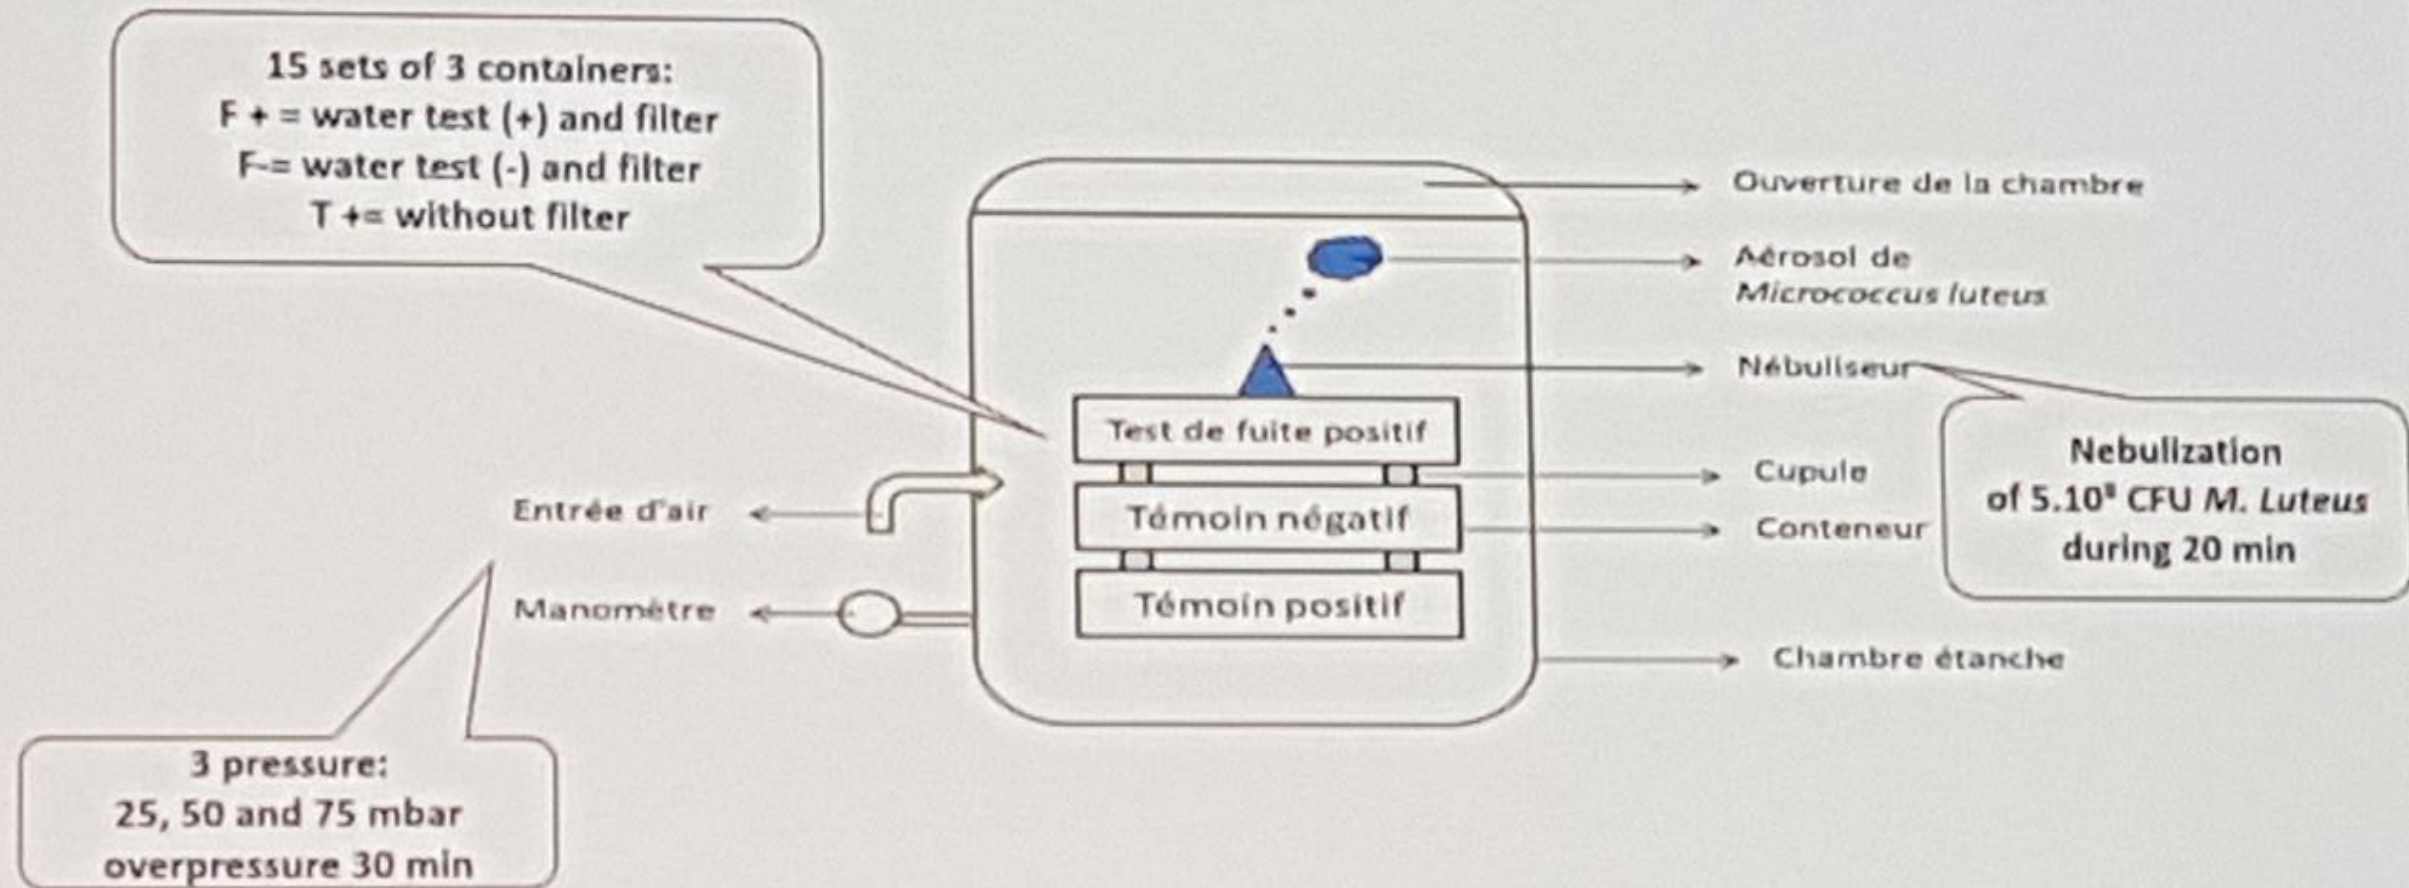 15 sets of 3 containers:
F + = water test (+) and filter
F-= water test (-) and filter
T += without filter
Ouverture de la chambre
Aérosol de
Micrococcus luteus
Nébuliseur
Test de fuite positif
Nebulization
of 5.10⁸ CFU M. Luteus
during 20 min
Cupule
Entrée d'air
Témoin négatif
Conteneur
Manomètre
Témoin positif
Chambre étanche
3 pressure:
25, 50 and 75 mbar
overpressure 30 min